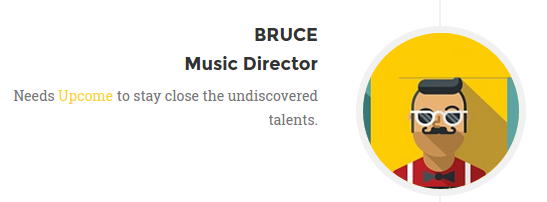 BRUCE
Music Director
Needs Upcome to stay close the undiscovered
talents.